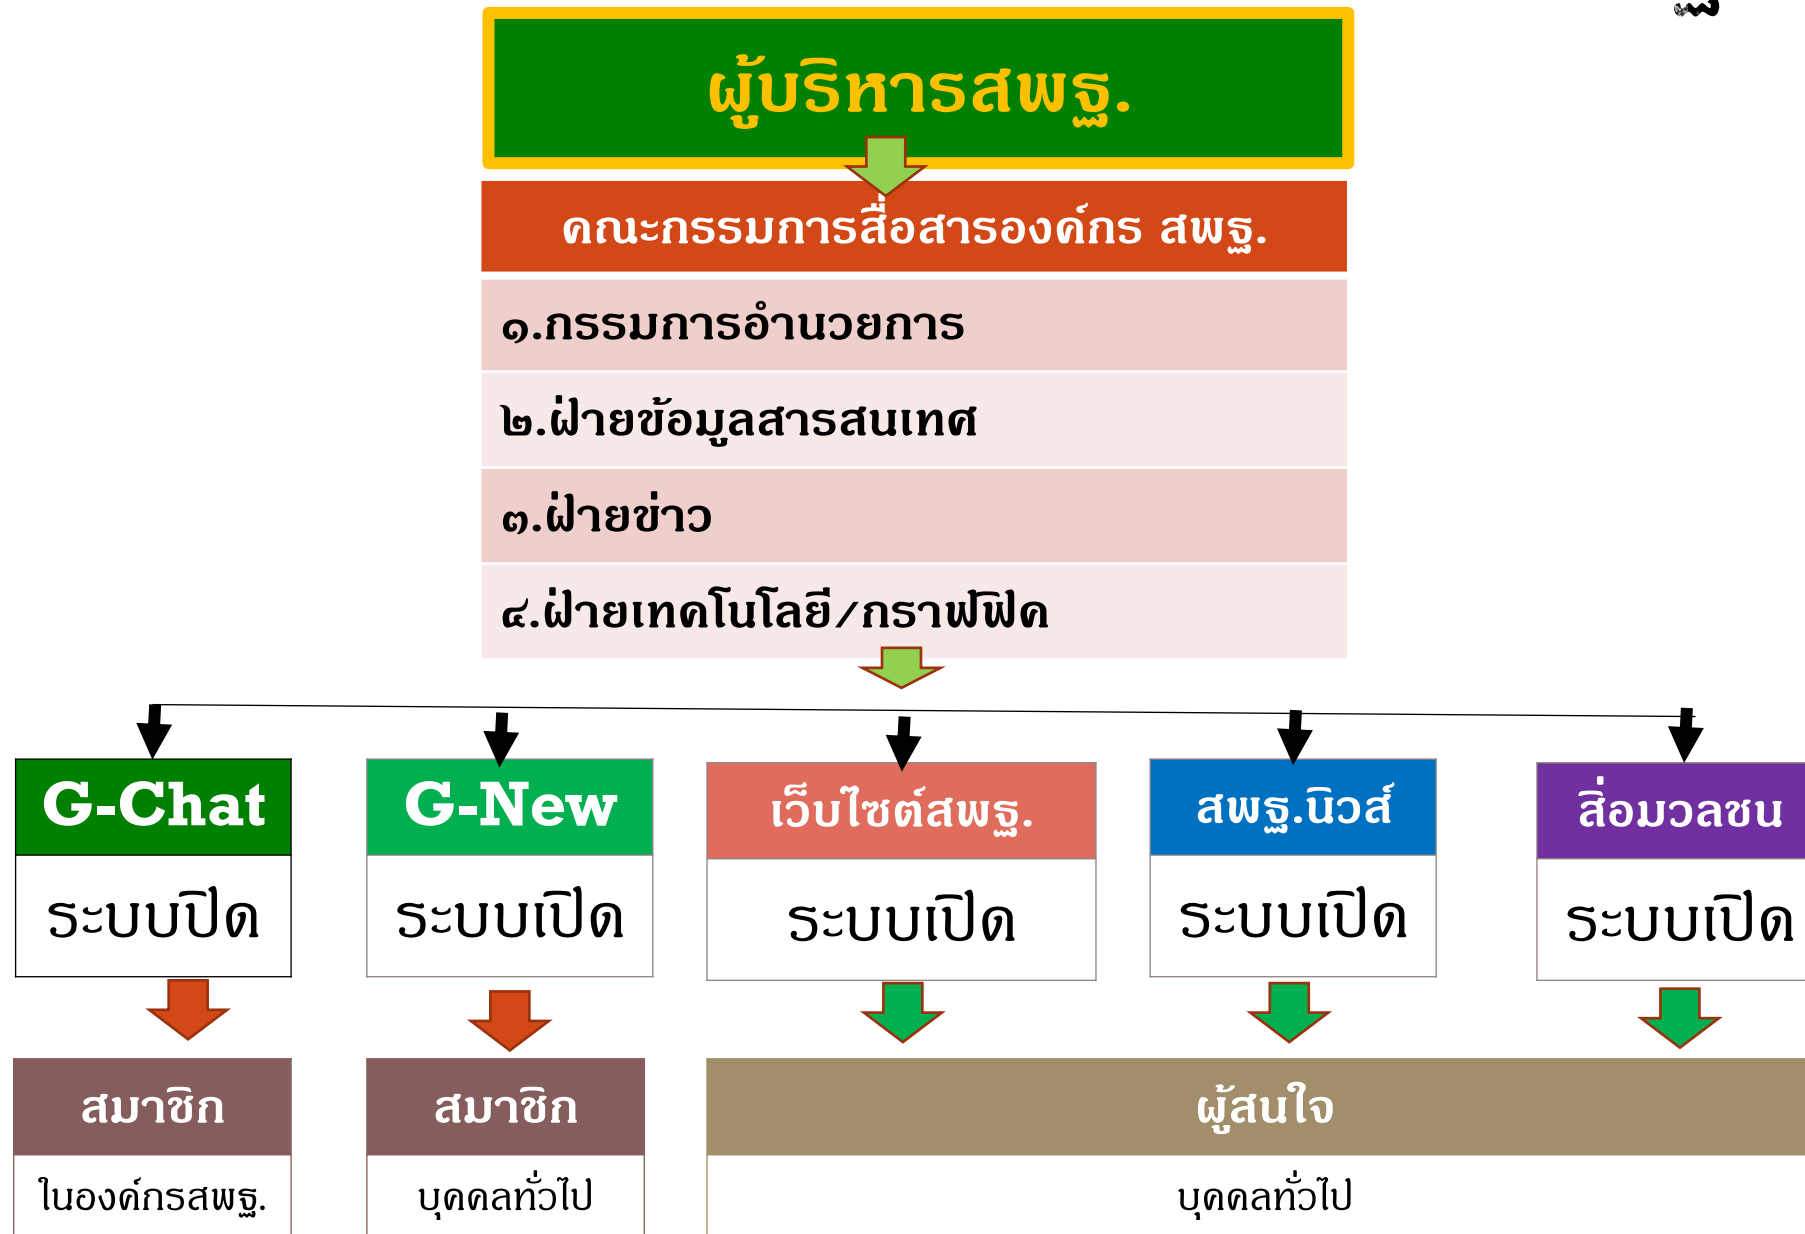 ผู้บริหารสพฐ.
คณะกรรมการสื่อสารองค์กร สพฐ.
๑.กรรมการอำนวยการ
๒.ฝ่ายข้อมูลสารสนเทศ
๓.ฝ่ายข่าว
๔.ฝ่ายเทคโนโลยี/กราฟฟิค
G-Chat
G-New
เว็บไซต์สพฐ.
สพฐ.นิวส์
สื่อมวลชน
ระบบปิด
ระบบเปิด
ระบบเปิด
ระบบเปิด
ระบบเปิด
สมาชิก
สมาชิก
ผู้สนใจ
ในองค์กรสพฐ.
บุคคลทั่วไป
บุคคลทั่วไป